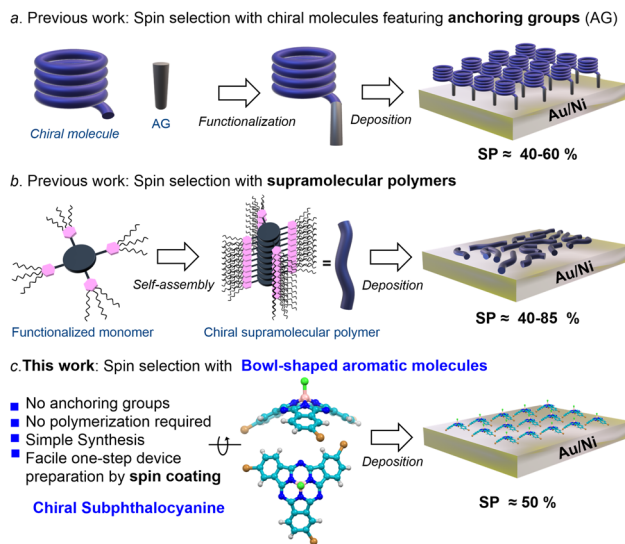 a. Previous work: Spin selection with chiral molecules featuring anchoring groups (AG)
Chiral molecule
AG
Functionalization
Deposition
Au/Ni
SP ≈ 40-60 %
b. Previous work: Spin selection with supramolecular polymers
Functionalized monomer
Self-assembly
=
Chiral supramolecular polymer
Deposition
Au/Ni
SP ≈ 40-85 %
c. This work: Spin selection with Bowl-shaped aromatic molecules
No anchoring groups
No polymerization required
Simple Synthesis
Facile one-step device
preparation by spin coating
Chiral Subphthalocyanine
Deposition
Au/Ni
SP ≈ 50 %